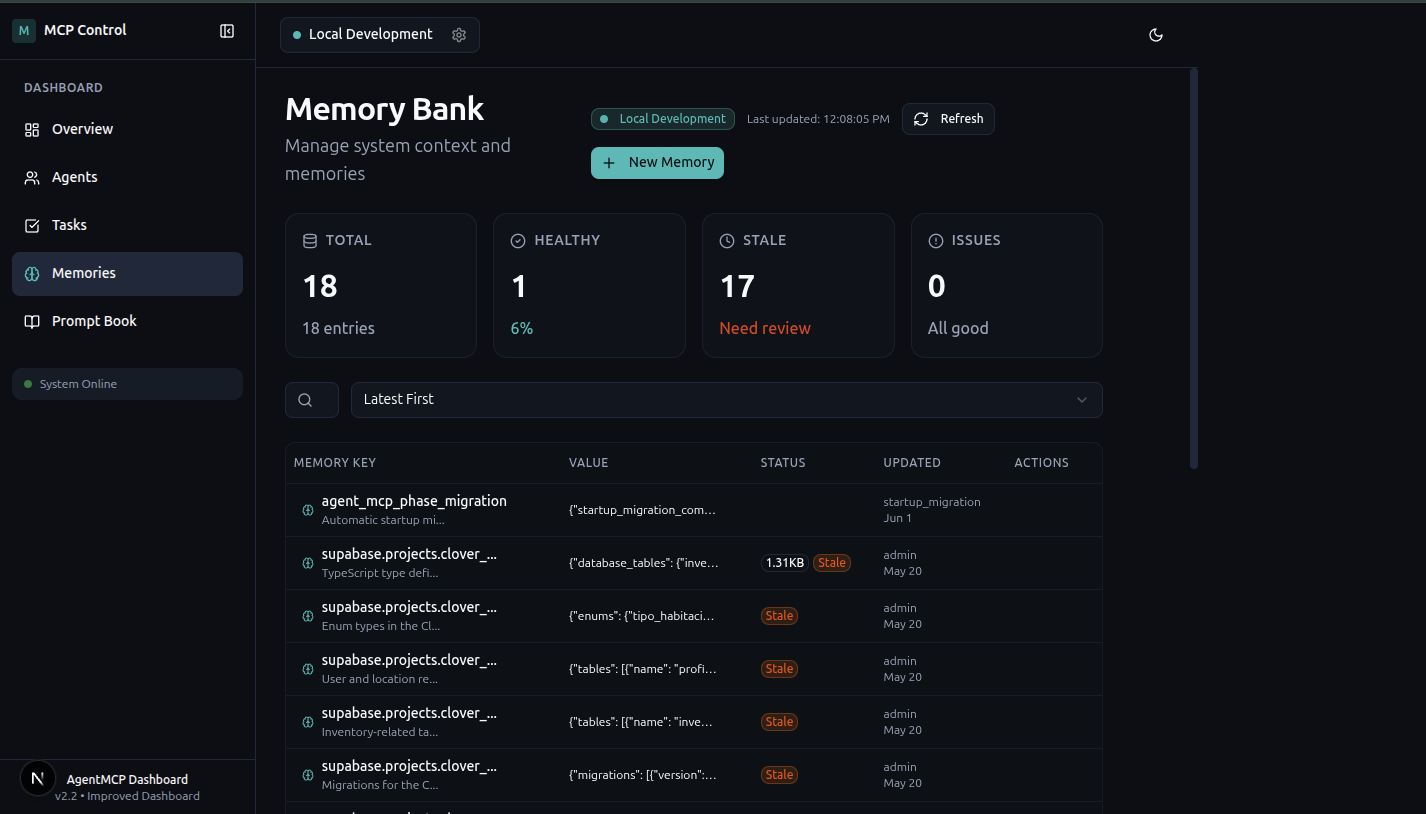 M MCP Control
DASHBOARD
Overview
Agents
Tasks
Memories
Prompt Book
System Online
N AgentMCP Dashboard
v2.2 • Improved Dashboard
Local Development
Memory Bank
Manage system context and
memories
Local Development Last updated: 12:08:05 PM Refresh
+ New Memory
TOTAL
18
18 entries
HEALTHY
1
6%
STALE
17
Need review
ISSUES
0
All good
Latest First
MEMORY KEY VALUE STATUS UPDATED ACTIONS
agent_mcp_phase_migration
Automatic startup mi...
{"startup_migration_com...
startup_migration
Jun 1
supabase.projects.clover_...
TypeScript type defi...
{"database_tables": {"inve...
1.31KB Stale
admin
May 20
supabase.projects.clover_...
Enum types in the Cl...
{"enums": {"tipo_habitaci...
Stale
admin
May 20
supabase.projects.clover_...
User and location re...
{"tables": [{"name": "profi...
Stale
admin
May 20
supabase.projects.clover_...
Inventory-related ta...
{"tables": [{"name": "inve...
Stale
admin
May 20
supabase.projects.clover_...
Migrations for the C...
{"migrations": [{"version":...
Stale
admin
May 20